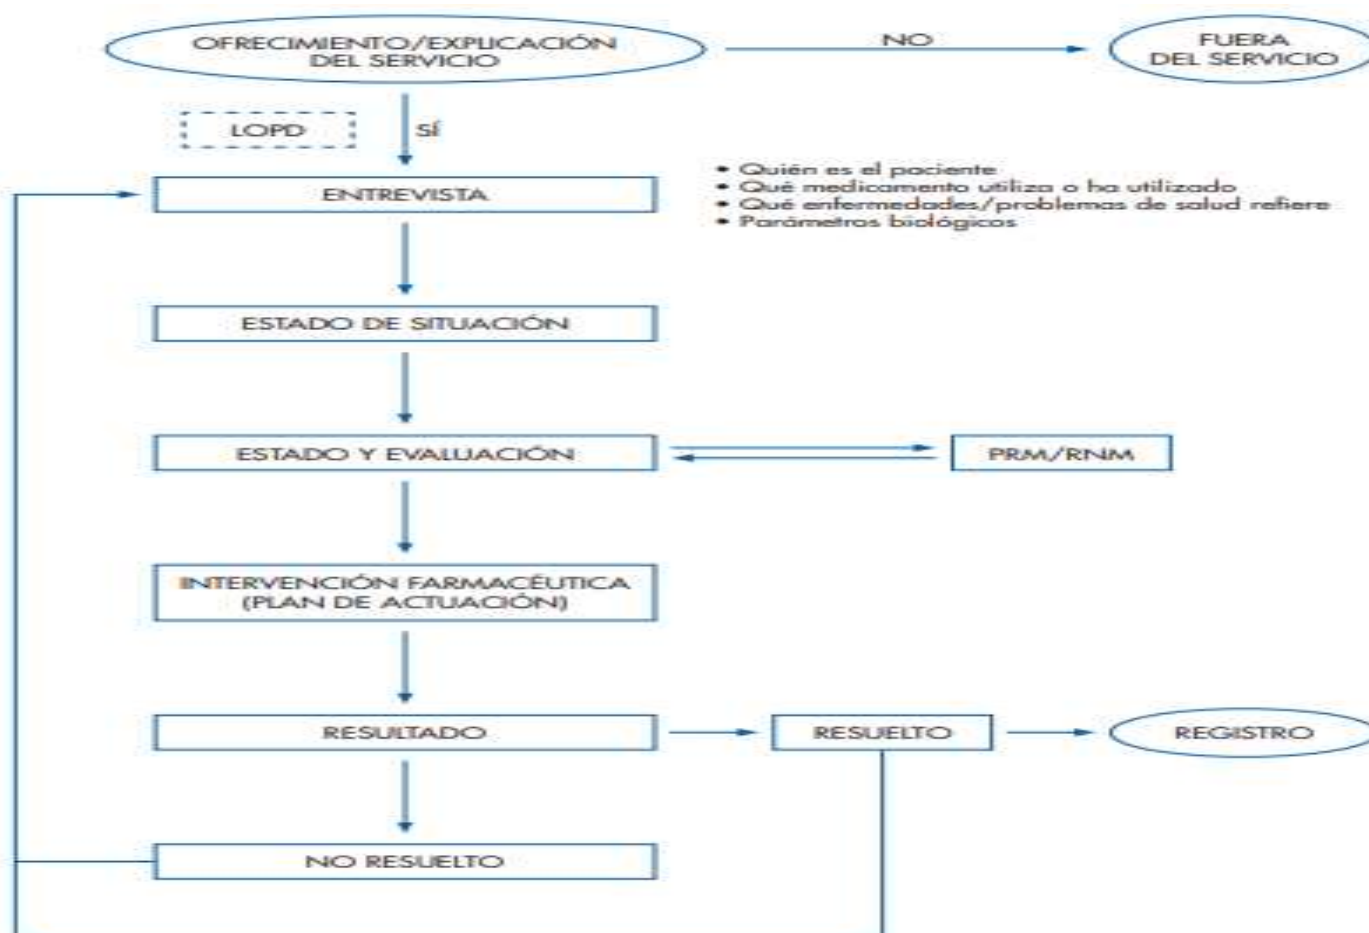 OFRECIMIENTO/EXPLICACIÓN
DEL SERVICIO
NO
FUERA
DEL SERVICIO
LOPD
SÍ
ENTREVISTA
• Quién es el paciente
• Qué medicamento utiliza o ha utilizado
• Qué enfermedades/problemas de salud refiere
• Parámetros biológicos
ESTADO DE SITUACIÓN
ESTADO Y EVALUACIÓN
PRM/RNM
INTERVENCIÓN FARMACÉUTICA
(PLAN DE ACTUACIÓN)
RESULTADO
RESUELTO
REGISTRO
NO RESUELTO